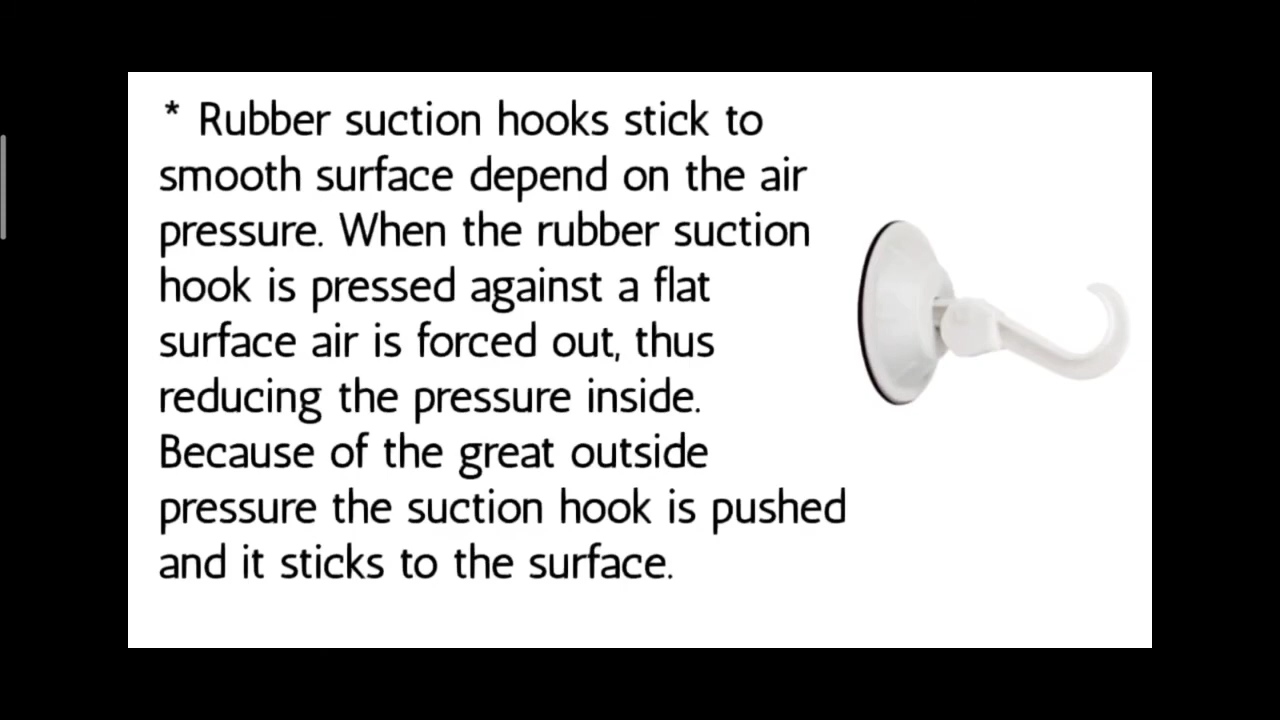 * Rubber suction hooks stick to
smooth surface depend on the air
pressure. When the rubber suction
hook is pressed against a flat
surface air is forced out, thus
reducing the pressure inside.
Because of the great outside
pressure the suction hook is pushed
and it sticks to the surface.